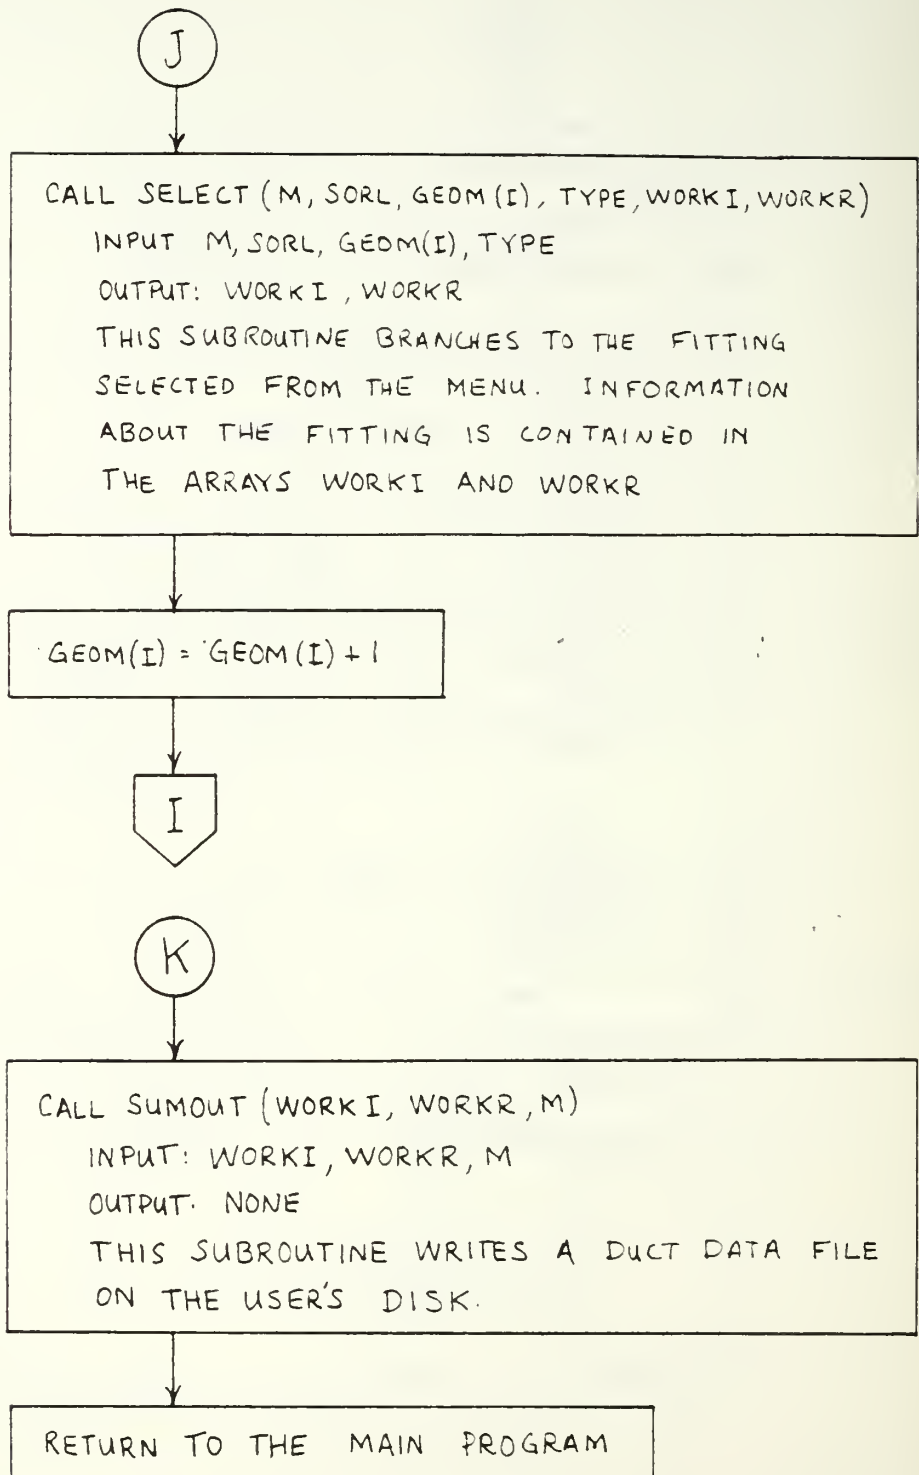 J
CALL SELECT (M, SORL, GEOM(I), TYPE, WORKI, WORKR)
INPUT M, SORL, GEOM(I), TYPE
OUTPUT: WORKI, WORKR
THIS SUBROUTINE BRANCHES TO THE FITTING
SELECTED FROM THE MENU. INFORMATION
ABOUT THE FITTING IS CONTAINED IN
THE ARRAYS WORKI AND WORKR
GEOM(I) = GEOM(I) + 1
I
K
CALL SUMOUT (WORKI, WORKR, M)
INPUT: WORKI, WORKR, M
OUTPUT. NONE
THIS SUBROUTINE WRITES A DUCT DATA FILE
ON THE USER'S DISK.
RETURN TO THE MAIN PROGRAM